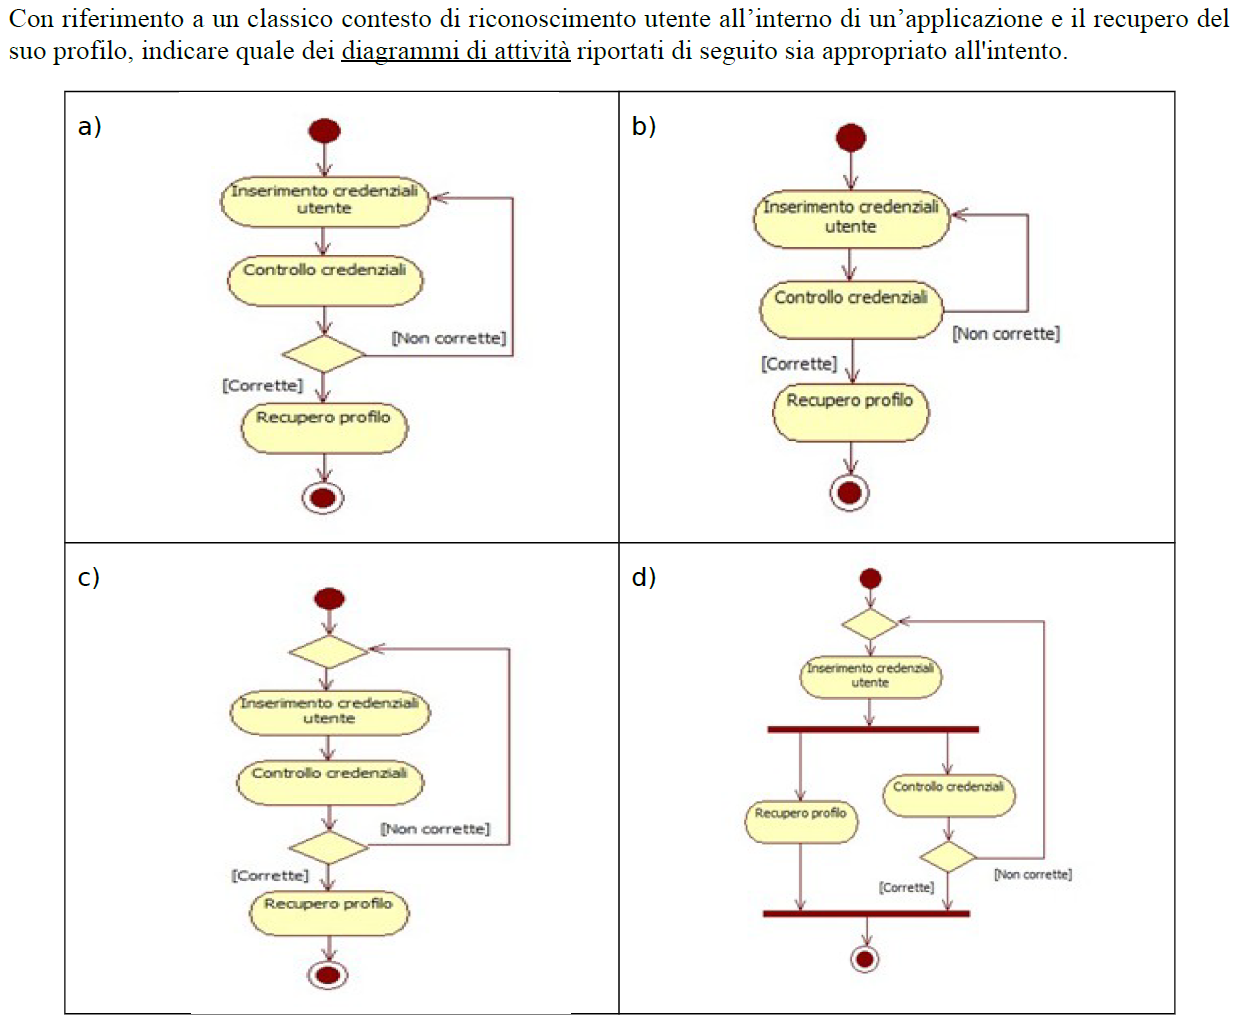 Con riferimento a un classico contesto di riconoscimento utente all’interno di un’applicazione e il recupero del
suo profilo, indicare quale dei diagrammi di attività riportati di seguito sia appropriato all'intento.
a)
Inserimento credenziali
utente
Controllo credenziali
[Non corrette]
[Corrette]
Recupero profilo
b)
Inserimento credenziali
utente
Controllo credenziali
[Non corrette]
[Corrette]
Recupero profilo
c)
Inserimento credenziali
utente
Controllo credenziali
[Non corrette]
[Corrette]
Recupero profilo
d)
Inserimento credenziali
utente
Controllo credenziali
Recupero profilo
[Non corrette]
[Corrette]